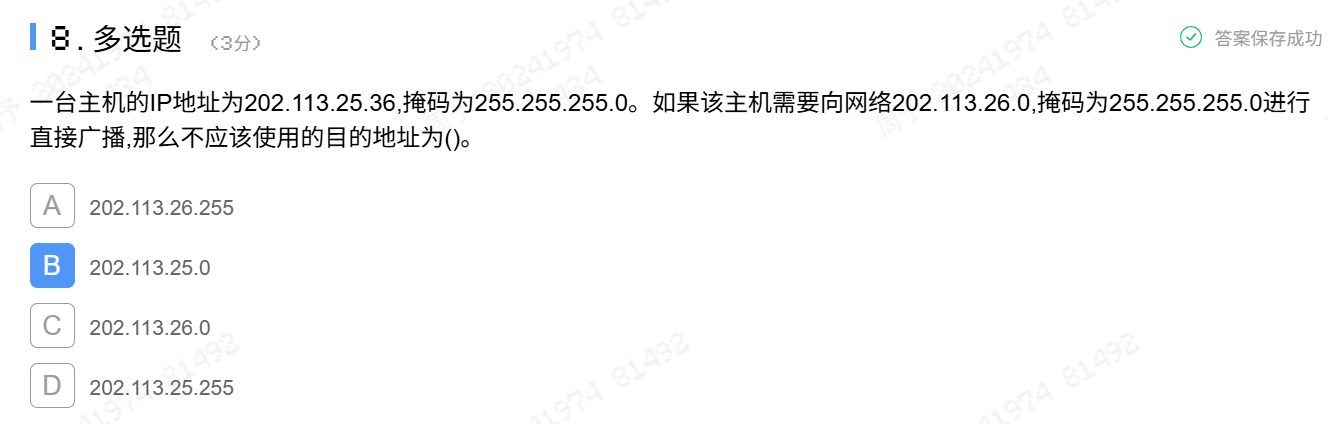 8.多选题 (3分) 答案保存成功
一台主机的IP地址为202.113.25.36,掩码为255.255.255.0。如果该主机需要向网络202.113.26.0,掩码为255.255.255.0进行
直接广播,那么不应该使用的目的地址为()。
A 202.113.26.255
B 202.113.25.0
C 202.113.26.0
D 202.113.25.255